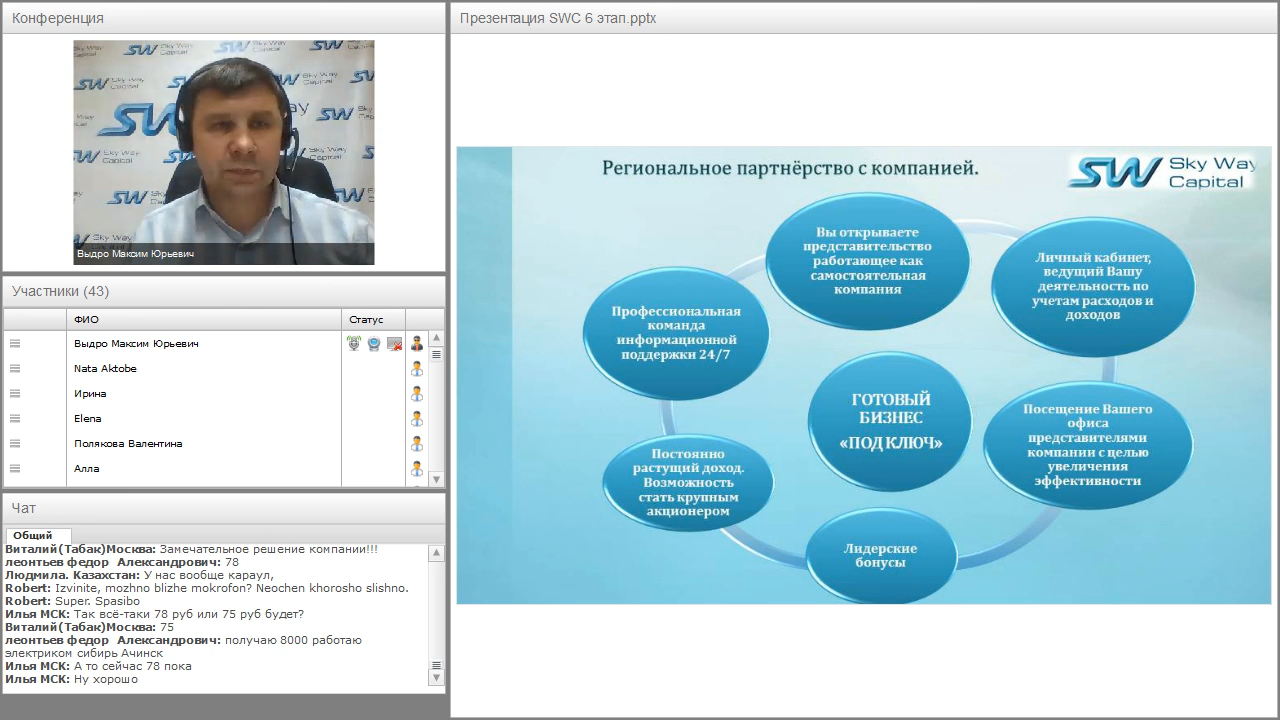 Конференция
SW Sky Way Capital
Выдро Максим Юрьевич
Участники (43)
ФИО
Статус
Выдро Максим Юрьевич
Nata Aktobe
Ирина
Elena
Полякова Валентина
Алла
Чат
Общий
Виталий(Табак)Москва: Замечательное решение компании!!!
леонтьев федор Александрович: 78
Людмила. Казахстан: У нас вообще караул,
Robert: Izvinite, mozhno blizhe mokrofon? Neochen khorosho slishno.
Robert: Super. Spasibo
Илья МСК: Так всё-таки 78 руб или 75 руб будет?
Виталий(Табак)Москва: 75
леонтьев федор Александрович: получаю 8000 работаю
электриком сибирь Ачинск
Илья МСК: А то сейчас 78 пока
Илья МСК: Ну хорошо
Презентация SWC 6 этап.pptx
Региональное партнёрство с компанией.
SW Sky Way
Capital
Вы открываете
представительство
работающее как
самостоятельная
компания
Личный кабинет,
ведущий Вашу
деятельность по
учетам расходов и
доходов
Посещение Вашего
офиса
представителями
компании с целью
увеличения
эффективности
Лидерские
бонусы
Постоянно
растущий доход.
Возможность
стать крупным
акционером
Профессиональная
команда
информационной
поддержки 24/7
ГОТОВЫЙ
БИЗНЕС
«ПОД КЛЮЧ»